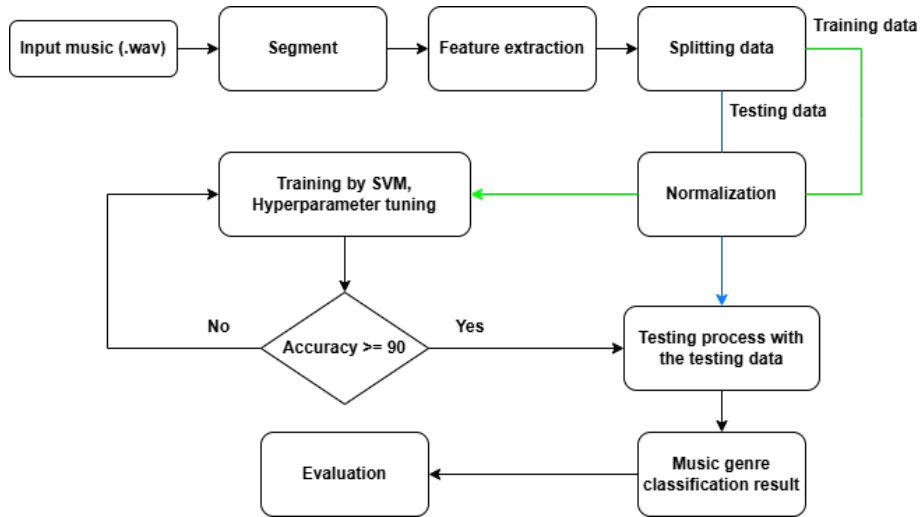 Training data
Input music (.wav)
Segment
Feature extraction
Splitting data
Testing data
Training by SVM,
Hyperparameter tuning
Normalization
No
Accuracy >= 90
Yes
Testing process with
the testing data
Evaluation
Music genre
classification result